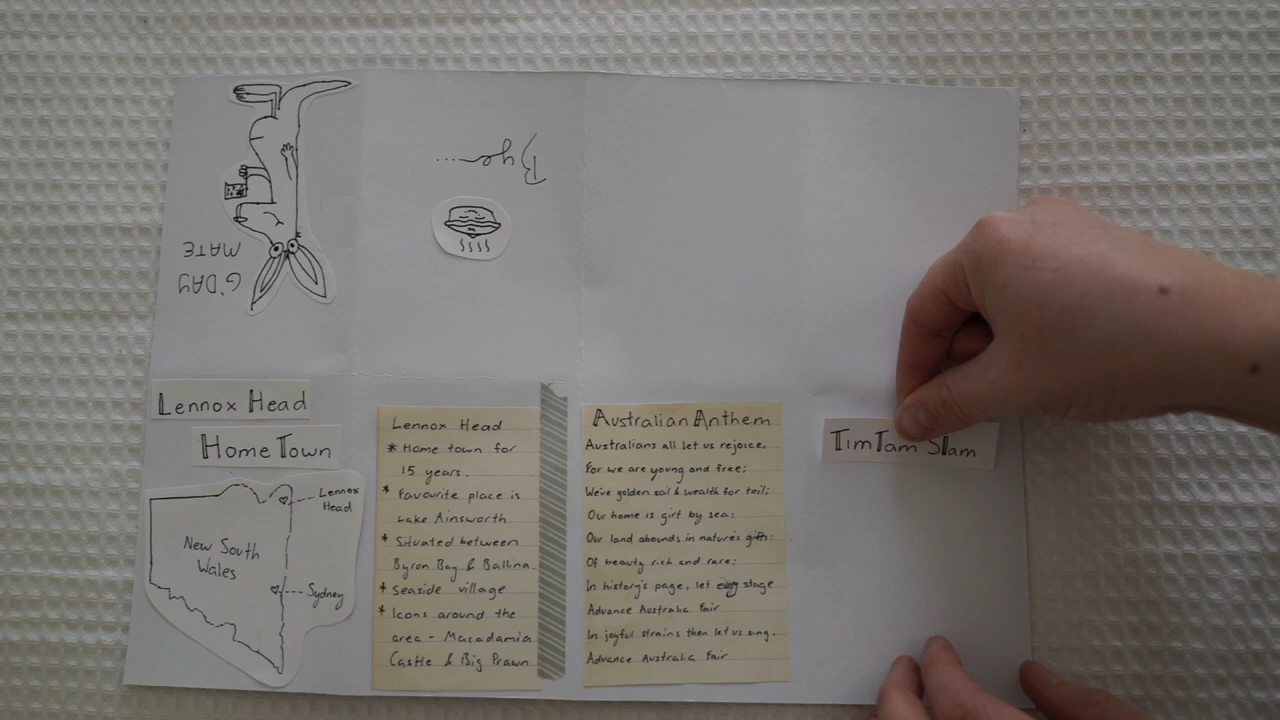 G'DAY
MATE
Bye....
Lennox Head
Home Town
Lennox
Head
New South
Wales
Sydney
Lennox Head
* Home town for
15 years.
* Favourite place is
Lake Ainsworth
* Situated between
Byron Bay & Ballina.
* Seaside village
* Icons around the
area - Macadamia
Castle & Big Prawn
Australian Anthem
Australians all let us rejoice,
For we are young and free;
We've golden soil & wealth for toil;
Our home is girt by sea:
Our land abounds in nature's gifts:
Of beauty rich and rare;
In history's page, let every stage
Advance Australia Fair
In joyful strains then let us sing.
Advance Australia Fair
TimTam Slam